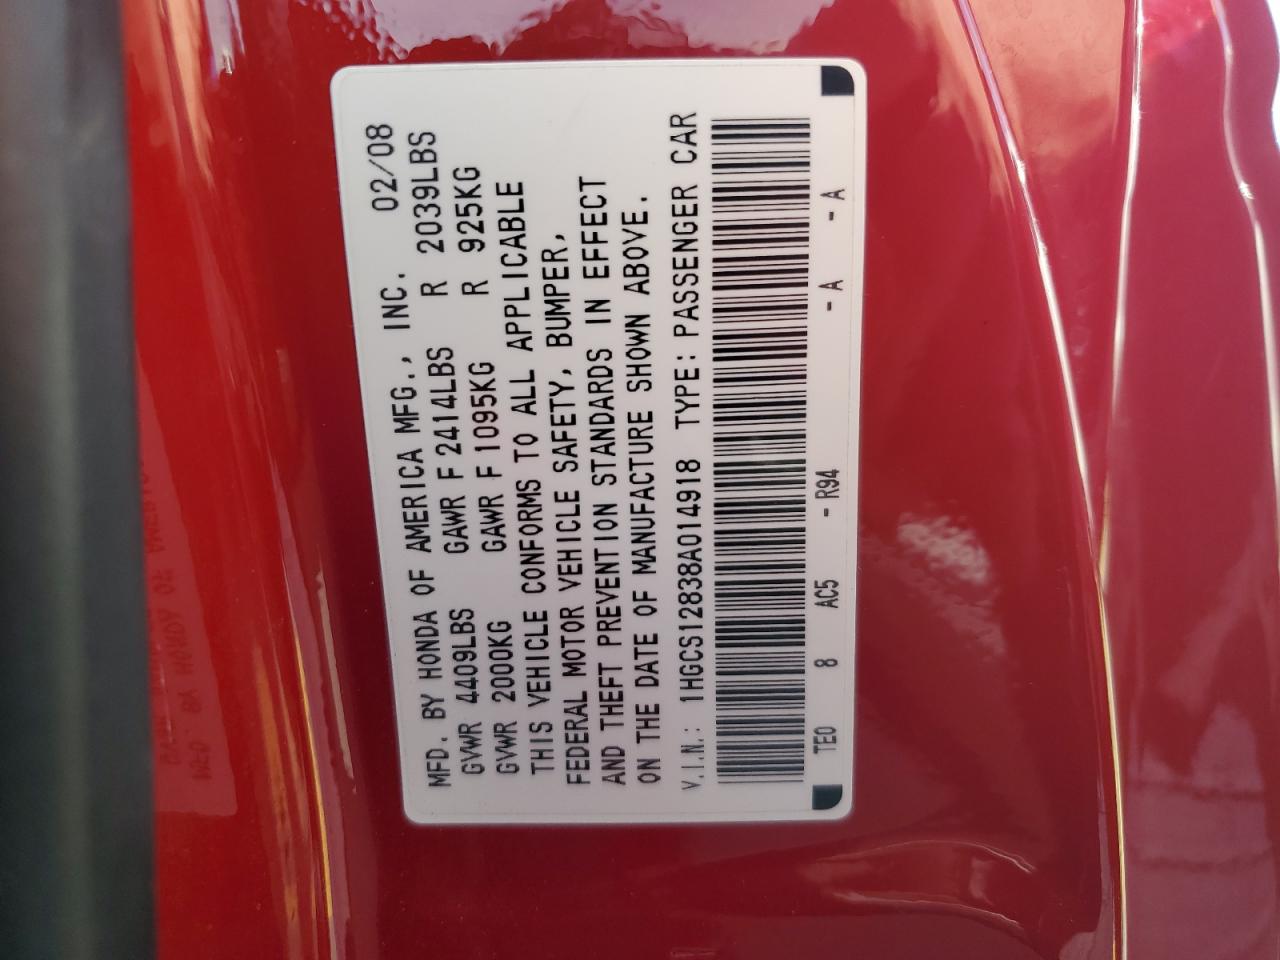 MFD. BY HONDA OF AMERICA MFG., INC. 02/08
GVWR 4409LBS GAWR F 2414LBS R 2039LBS
GVWR 2000KG GAWR F 1095KG R 925KG
THIS VEHICLE CONFORMS TO ALL APPLICABLE
FEDERAL MOTOR VEHICLE SAFETY, BUMPER,
AND THEFT PREVENTION STANDARDS IN EFFECT
ON THE DATE OF MANUFACTURE SHOWN ABOVE.
V.I.N.: 1HGCS12838A014918 TYPE: PASSENGER CAR
TE0 8 AC5 - R94 - A - A